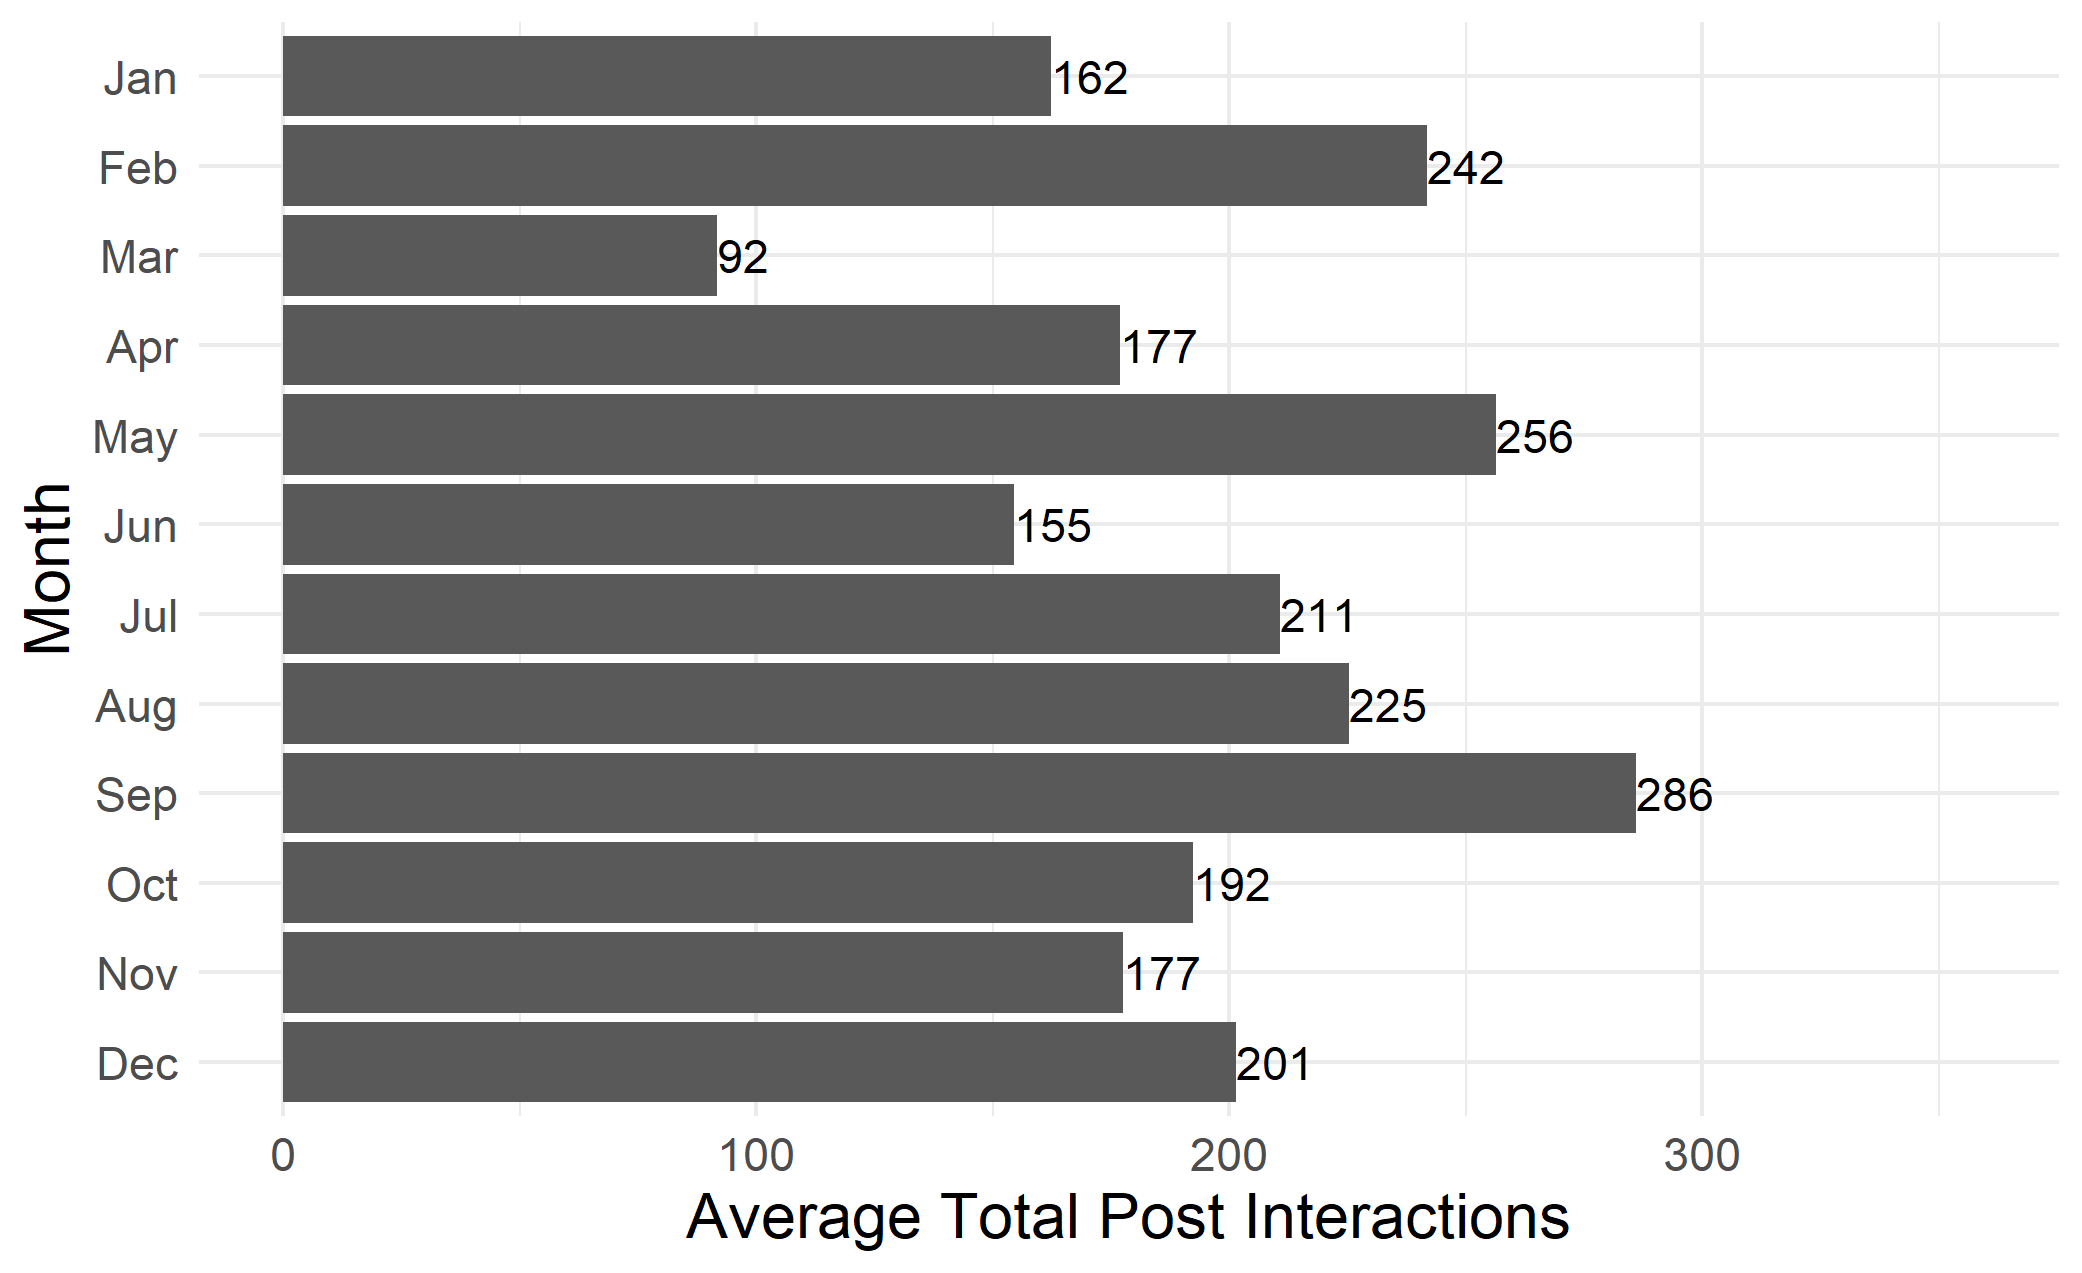 Jan 162
Feb 242
Mar 92
Apr 177
May 256
Jun 155
Jul 211
Aug 225
Sep 286
Oct 192
Nov 177
Dec 201
Month
0 100 200 300
Average Total Post Interactions